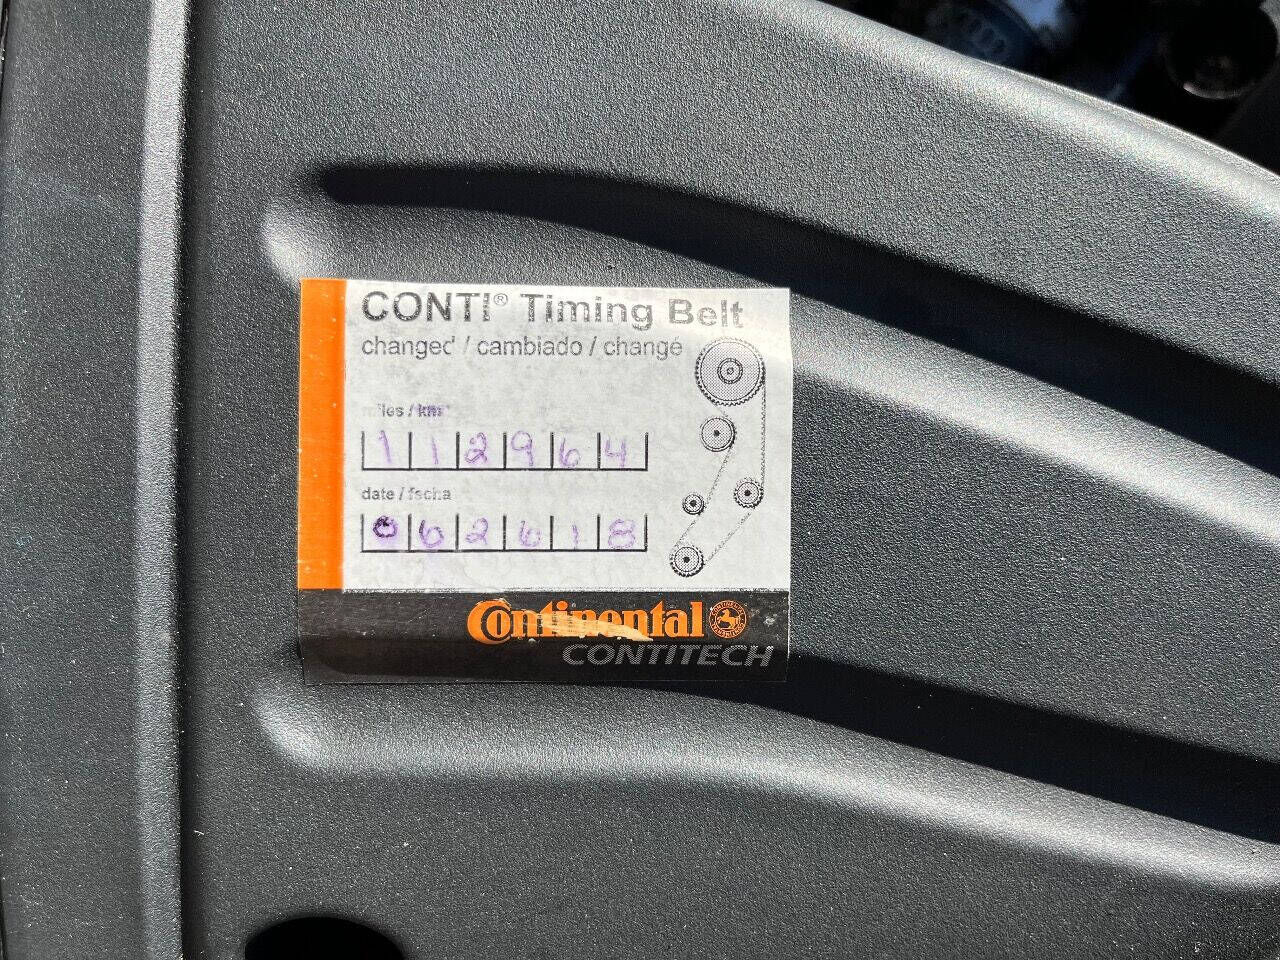 CONTI® Timing Belt
changed / cambiado / changé
miles / km
112964
date / fecha
062618
Continental
CONTITECH